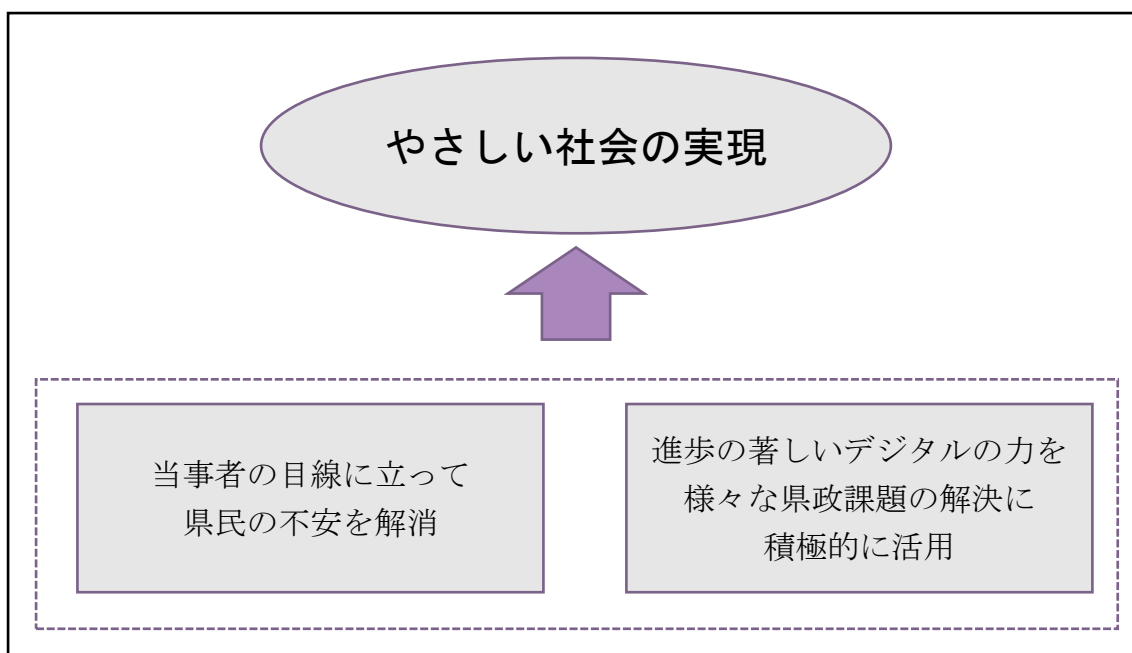 やさしい社会の実現
当事者の目線に立って
県民の不安を解消
進歩の著しいデジタルの力を
様々な県政課題の解決に
積極的に活用